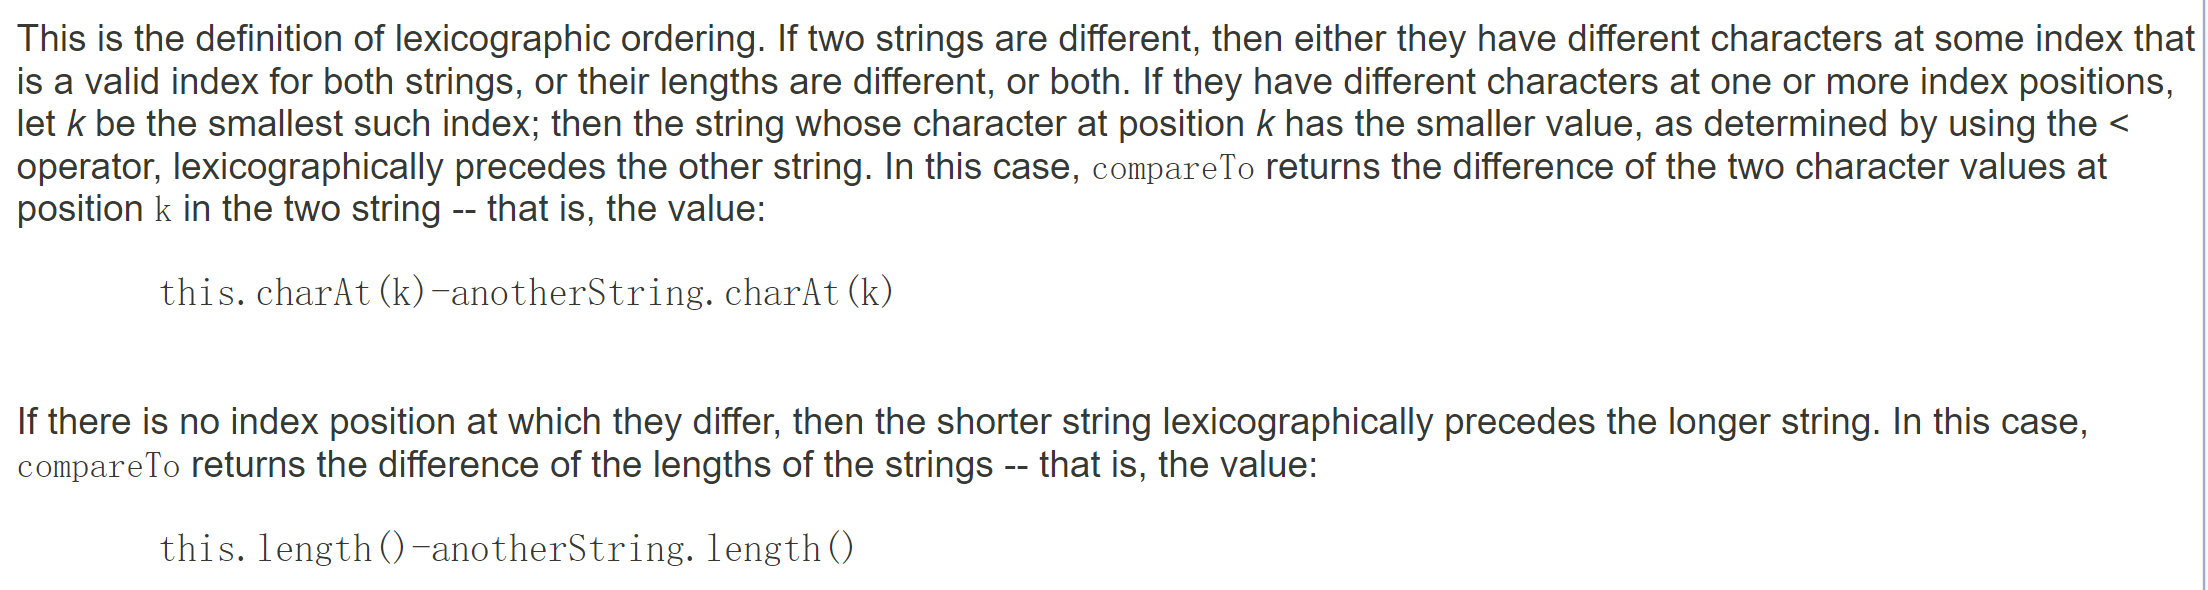 This is the definition of lexicographic ordering. If two strings are different, then either they have different characters at some index that
is a valid index for both strings, or their lengths are different, or both. If they have different characters at one or more index positions,
let k be the smallest such index; then the string whose character at position k has the smaller value, as determined by using the <
operator, lexicographically precedes the other string. In this case, compareTo returns the difference of the two character values at
position k in the two string -- that is, the value:
this.charAt(k)-anotherString.charAt(k)
If there is no index position at which they differ, then the shorter string lexicographically precedes the longer string. In this case,
compareTo returns the difference of the lengths of the strings -- that is, the value:
this.length()-anotherString.length()